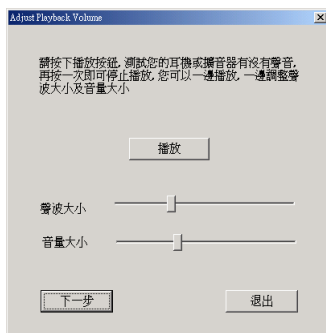 Adjust Playback Volume
請按下播放按鈕, 測試您的耳機或擴音器有沒有聲音,
再按一次即可停止播放, 您可以一邊播放, 一邊調整聲
波大小及音量大小
播放
聲波大小
音量大小
下一步
退出